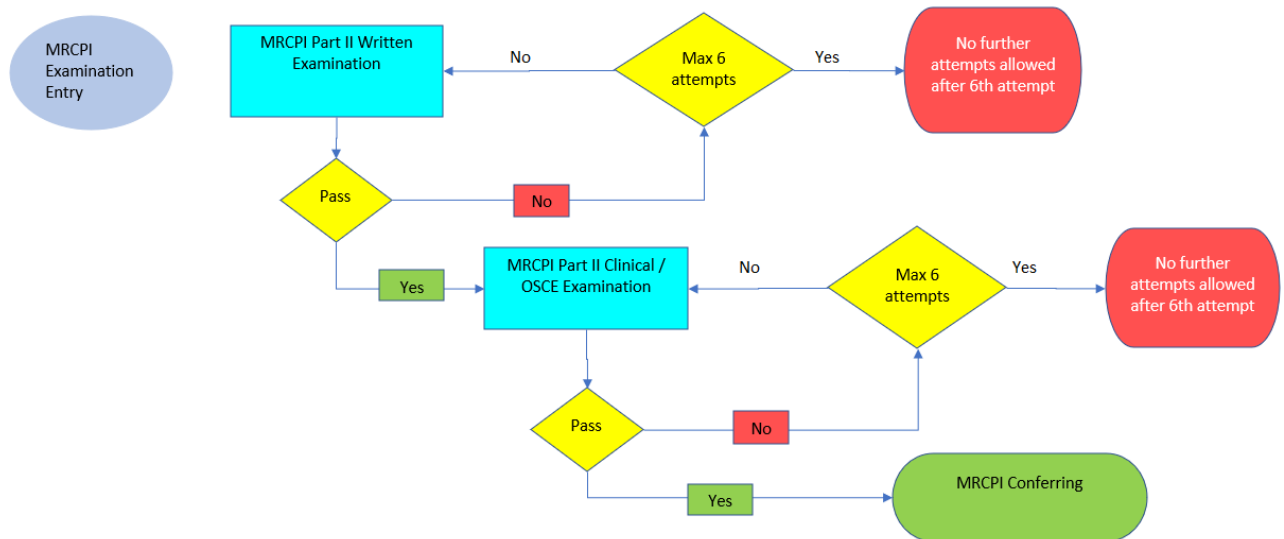 MRCPI
Examination
Entry
MRCPI Part II Written
Examination
No
Max 6
attempts
Yes
No further
attempts allowed
after 6th attempt
Pass
No
Yes
MRCPI Part II Clinical /
OSCE Examination
No
Max 6
attempts
Yes
No further
attempts allowed
after 6th attempt
Pass
No
Yes
MRCPI Conferring